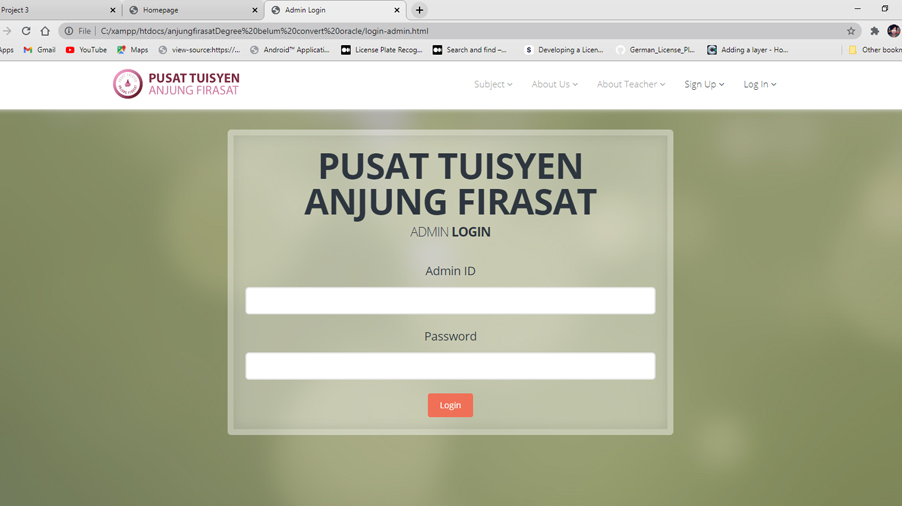 Project 3
Homepage
Admin Login
File | C:/xampp/htdocs/anjungfirasatDegree%20belum%20convert%20oracle/login-admin.html
Apps
Gmail
YouTube
Maps
view-source:https:...
Android™ Applicati...
License Plate Recog...
Search and find –...
Developing a Licen...
German_License_Pl...
Adding a layer - Ho...
Other bookm
PUSAT TUISYEN
ANJUNG FIRASAT
Subject
About Us
About Teacher
Sign Up
Log In
PUSAT TUISYEN
ANJUNG FIRASAT
ADMIN LOGIN
Admin ID
Password
Login